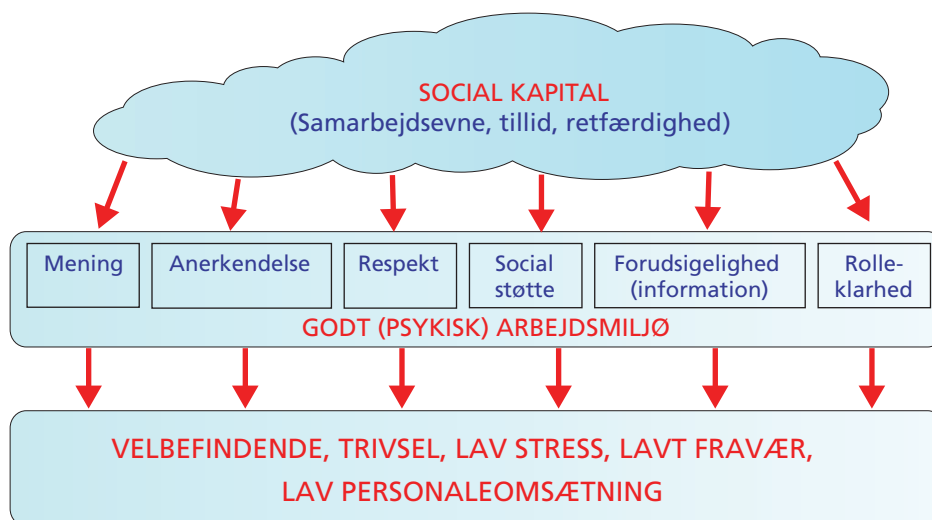 SOCIAL KAPITAL
(Samarbejdsevne, tillid, retfærdighed)
Mening
Anerkendelse
Respekt
Social
støtte
Forudsigelighed
(information)
Rolle-
klarhed
GODT (PSYKISK) ARBEJDSMILJØ
VELBEFINDENDE, TRIVSEL, LAV STRESS, LAVT FRAVÆR,
LAV PERSONALEOMSÆTNING